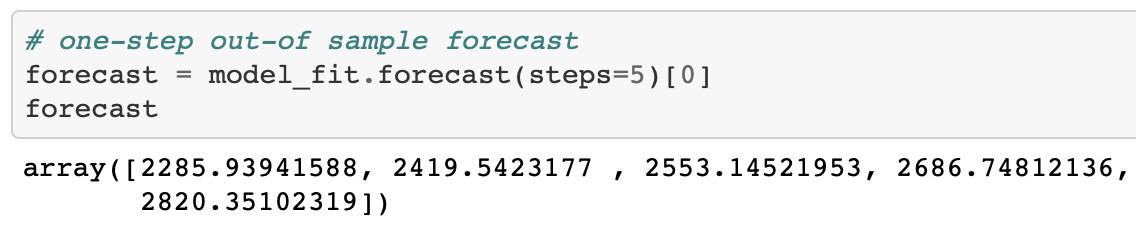 # one-step out-of sample forecast
forecast = model_fit.forecast(steps=5)[0]
forecast
array([2285.93941588, 2419.5423177 , 2553.14521953, 2686.74812136,
2820.35102319])